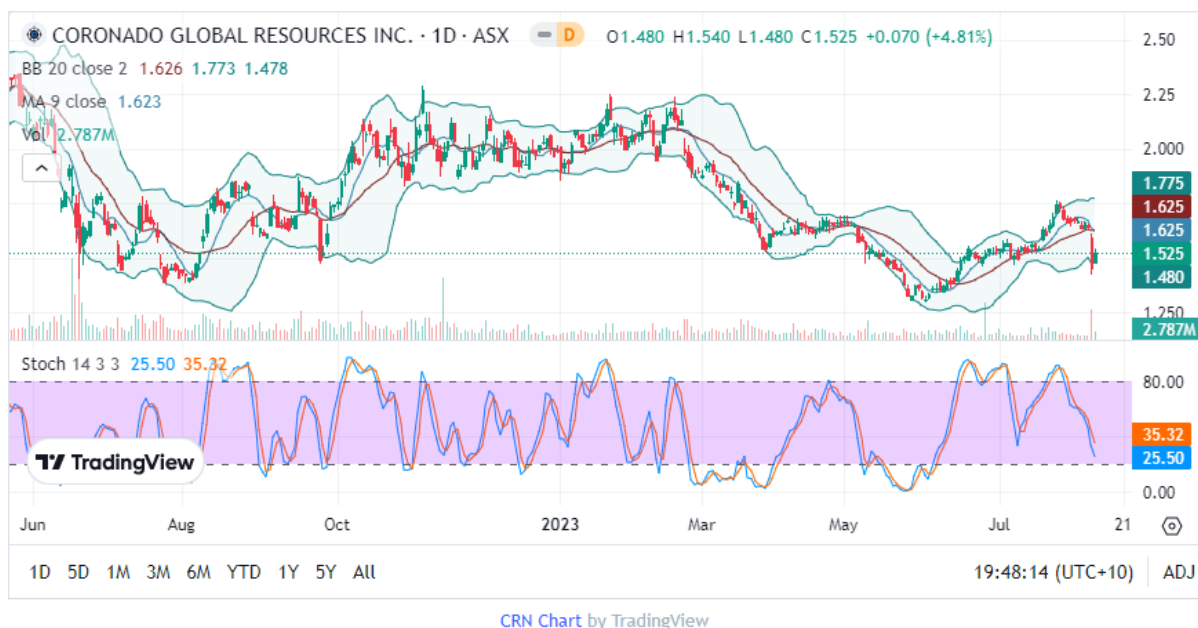 CORONADO GLOBAL RESOURCES INC. · 1D · ASX D O1.480 H1.540 L1.480 C1.525 +0.070 (+4.81%)
BB 20 close 2 1.626 1.773 1.478
MA 9 close 1.623
Vol 2.787M
2.50
2.25
2.000
1.775
1.625
1.625
1.525
1.480
1.250
2.787M
Stoch 14 3 3 25.50 35.32
80.00
35.32
25.50
0.00
TradingView
Jun Aug Oct 2023 Mar May Jul 21
1D 5D 1M 3M 6M YTD 1Y 5Y All 19:48:14 (UTC+10) ADJ
CRN Chart by TradingView